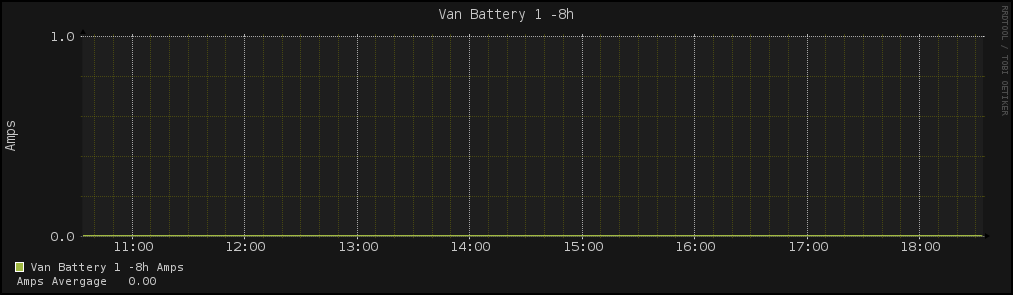 Van Battery 1 -8h
RRDTOOL / TOBI OETIKER
1.0
Amps
0.0
11:00 12:00 13:00 14:00 15:00 16:00 17:00 18:00
Van Battery 1 -8h Amps
Amps Avergage 0.00